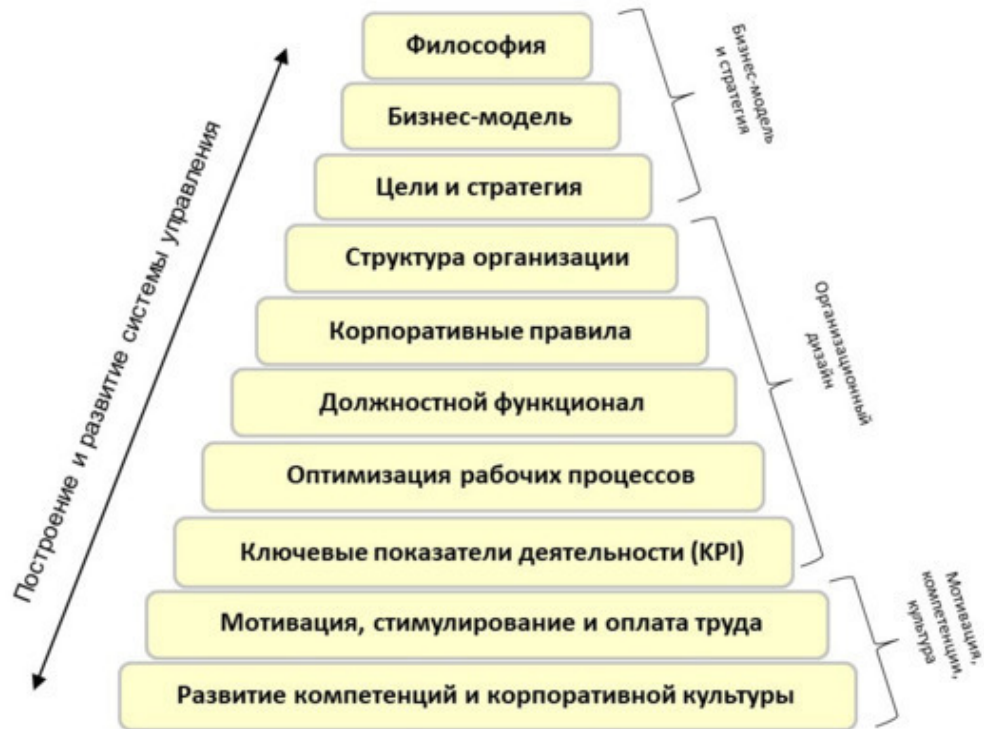 Философия
Бизнес-модель
Цели и стратегия
Структура организации
Корпоративные правила
Должностной функционал
Оптимизация рабочих процессов
Ключевые показатели деятельности (KPI)
Мотивация, стимулирование и оплата труда
Развитие компетенций и корпоративной культуры
Построение и развитие системы управления
Бизнес-модель
и стратегия
Организационный
дизайн
Мотивация,
компетенции,
культура